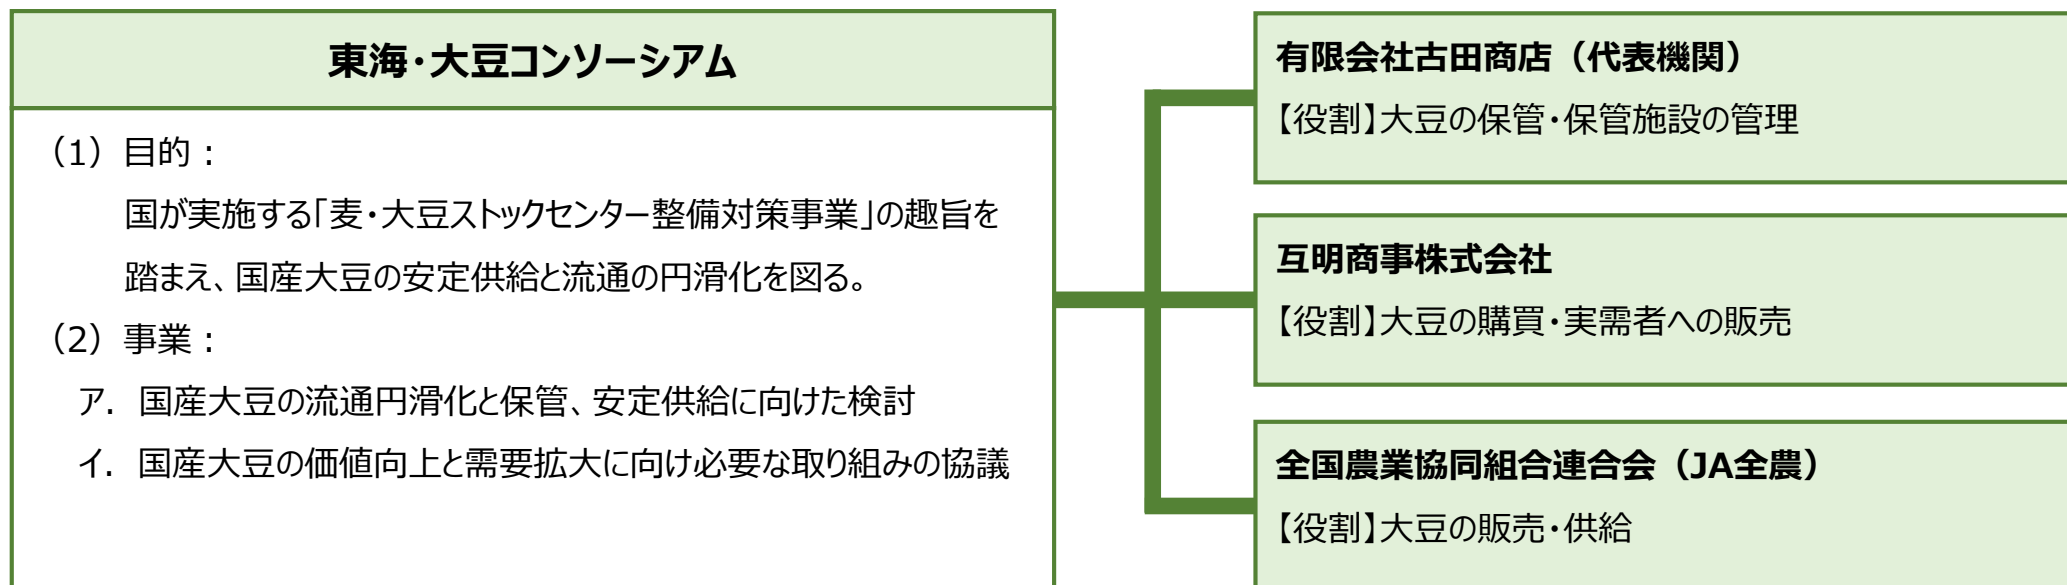 東海・大豆コンソーシアム
（1）目的：
国が実施する「麦・大豆ストックセンター整備対策事業」の趣旨を
踏まえ、国産大豆の安定供給と流通の円滑化を図る。
（2）事業：
ア．国産大豆の流通円滑化と保管、安定供給に向けた検討
イ．国産大豆の価値向上と需要拡大に向け必要な取り組みの協議
有限会社古田商店（代表機関）
【役割】大豆の保管・保管施設の管理
互明商事株式会社
【役割】大豆の購買・実需者への販売
全国農業協同組合連合会（JA全農）
【役割】大豆の販売・供給